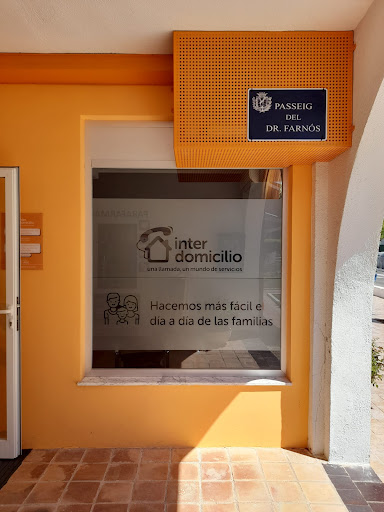 PASSEIG
DEL
DR. FARNÓS
inter
domicilio
una llamada, un mundo de servicios
Hacemos más fácil e
día a día de las familias